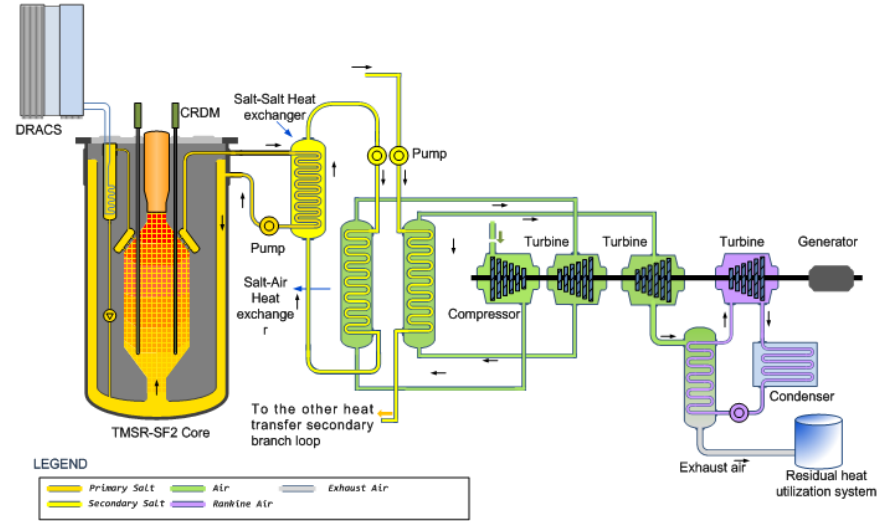 Salt-Salt Heat
exchanger
CRDM
DRACS
Pump
Pump
Turbine
Turbine
Turbine
Generator
Salt-Air
Heat
exchange
r
Compressor
Condenser
To the other heat
transfer secondary
branch loop
TMSR-SF2 Core
Exhaust air
Residual heat
utilization system
LEGEND
Primary Salt
Air
Exhaust Air
Secondary Salt
Rankine Air